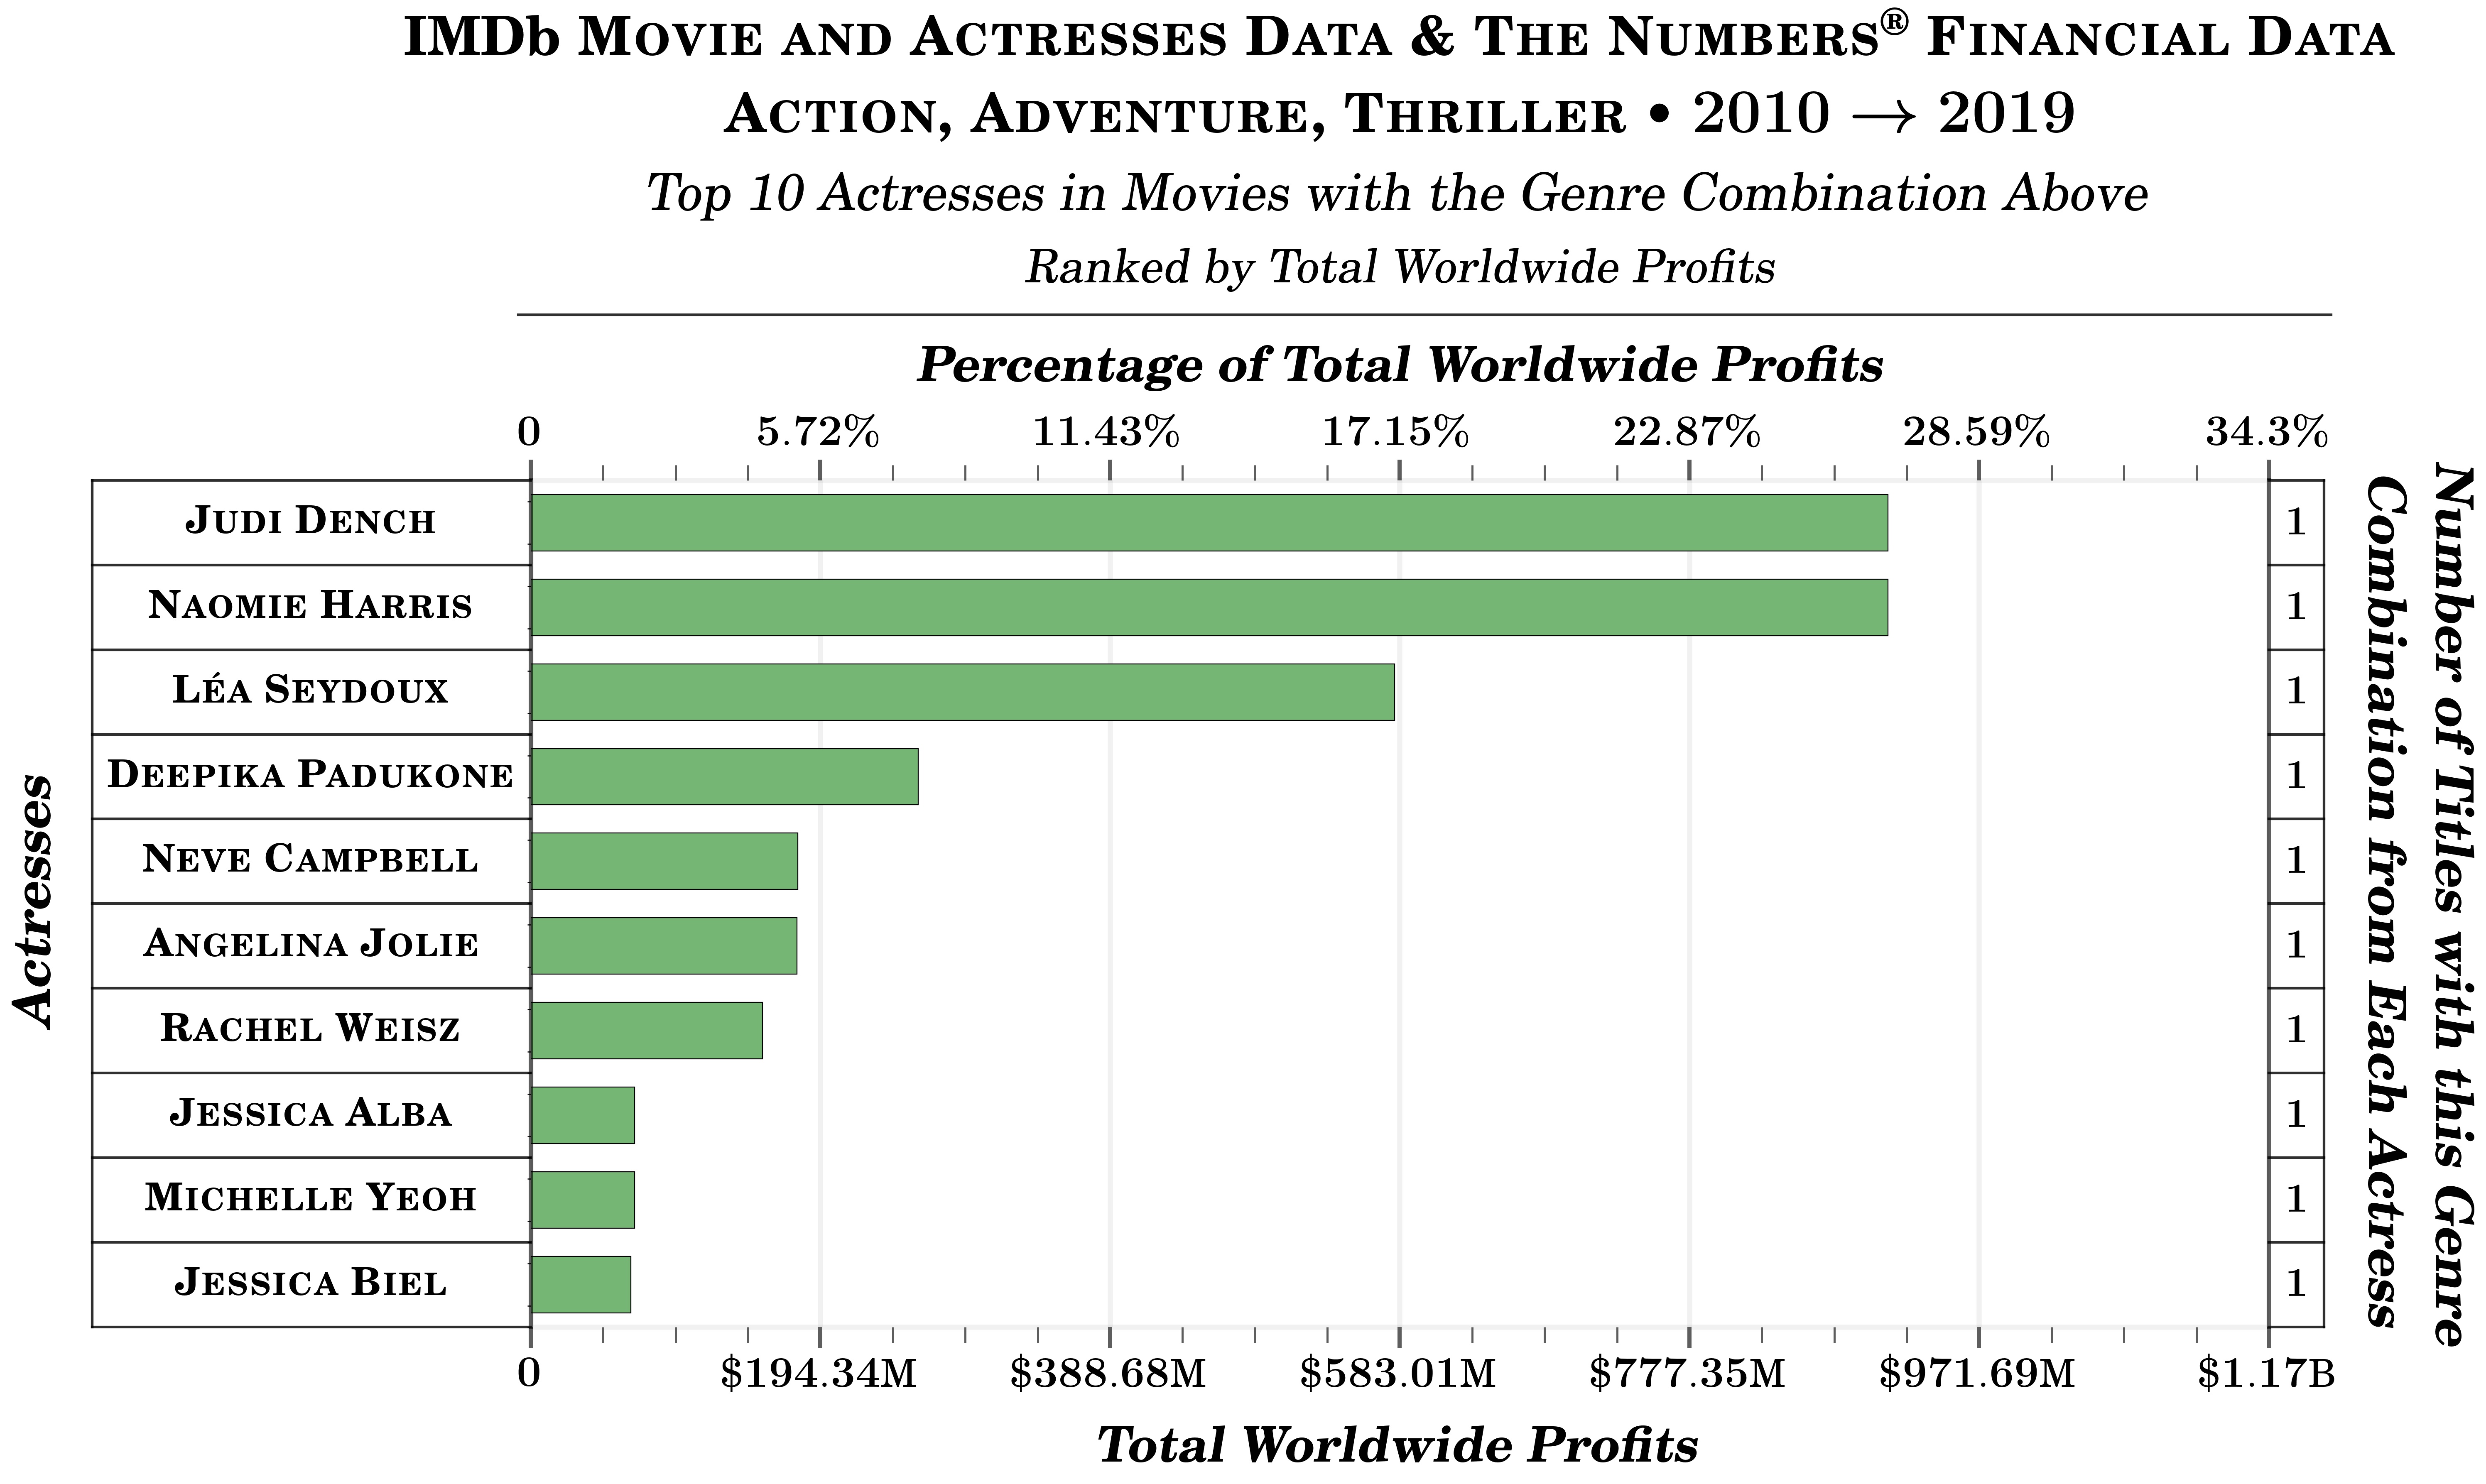 IMDb Movie and Actresses Data & The Numbers® Financial Data
Action, Adventure, Thriller • 2010 → 2019
Top 10 Actresses in Movies with the Genre Combination Above
Ranked by Total Worldwide Profits
Percentage of Total Worldwide Profits
0 5.72% 11.43% 17.15% 22.87% 28.59% 34.3%
Actresses
Judi Dench 1
Naomie Harris 1
Léa Seydoux 1
Deepika Padukone 1
Neve Campbell 1
Angelina Jolie 1
Rachel Weisz 1
Jessica Alba 1
Michelle Yeoh 1
Jessica Biel 1
Number of Titles with this Genre
Combination from Each Actress
0 $194.34M $388.68M $583.01M $777.35M $971.69M $1.17B
Total Worldwide Profits